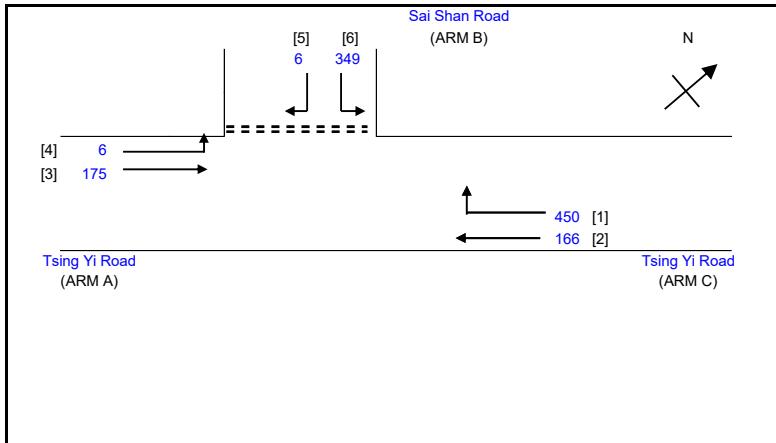 Sai Shan Road
[5] [6] (ARM B) N
6 349
[4] 6
[3] 175
450 [1]
166 [2]
Tsing Yi Road Tsing Yi Road
(ARM A) (ARM C)